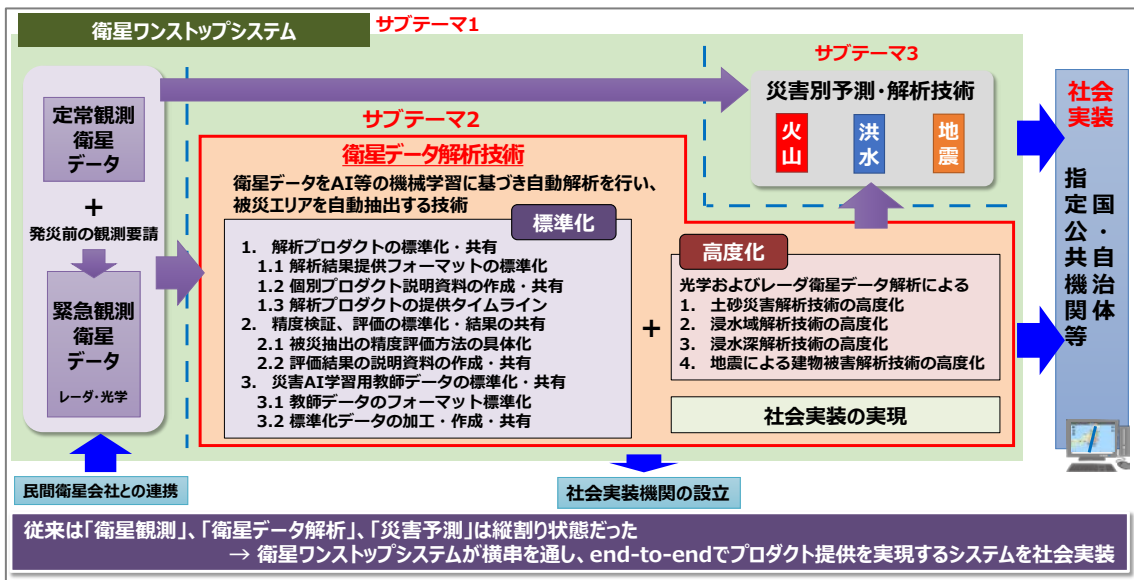 衛星ワンストップシステム
サブテーマ1
定常観測
衛星
データ
+
発災前の観測要請
緊急観測
衛星
データ
レーダ・光学
民間衛星会社との連携
サブテーマ2
衛星データ解析技術
衛星データをAI等の機械学習に基づき自動解析を行い、
被災エリアを自動抽出する技術
標準化
1. 解析プロダクトの標準化・共有
1.1 解析結果提供フォーマットの標準化
1.2 個別プロダクト説明資料の作成・共有
1.3 解析プロダクトの提供タイムライン
2. 精度検証、評価の標準化・結果の共有
2.1 被災抽出の精度評価方法の具体化
2.2 評価結果の説明資料の作成・共有
3. 災害AI学習用教師データの標準化・共有
3.1 教師データのフォーマット標準化
3.2 標準化データの加工・作成・共有
+
高度化
光学およびレーダ衛星データ解析による
1. 土砂災害解析技術の高度化
2. 浸水域解析技術の高度化
3. 浸水深解析技術の高度化
4. 地震による建物被害解析技術の高度化
社会実装の実現
社会実装機関の設立
サブテーマ3
災害別予測・解析技術
火山
洪水
地震
社会
実装
国・自治体
指定公共機関等
従来は「衛星観測」、「衛星データ解析」、「災害予測」は縦割り状態だった
→ 衛星ワンストップシステムが横串を通し、end-to-endでプロダクト提供を実現するシステムを社会実装